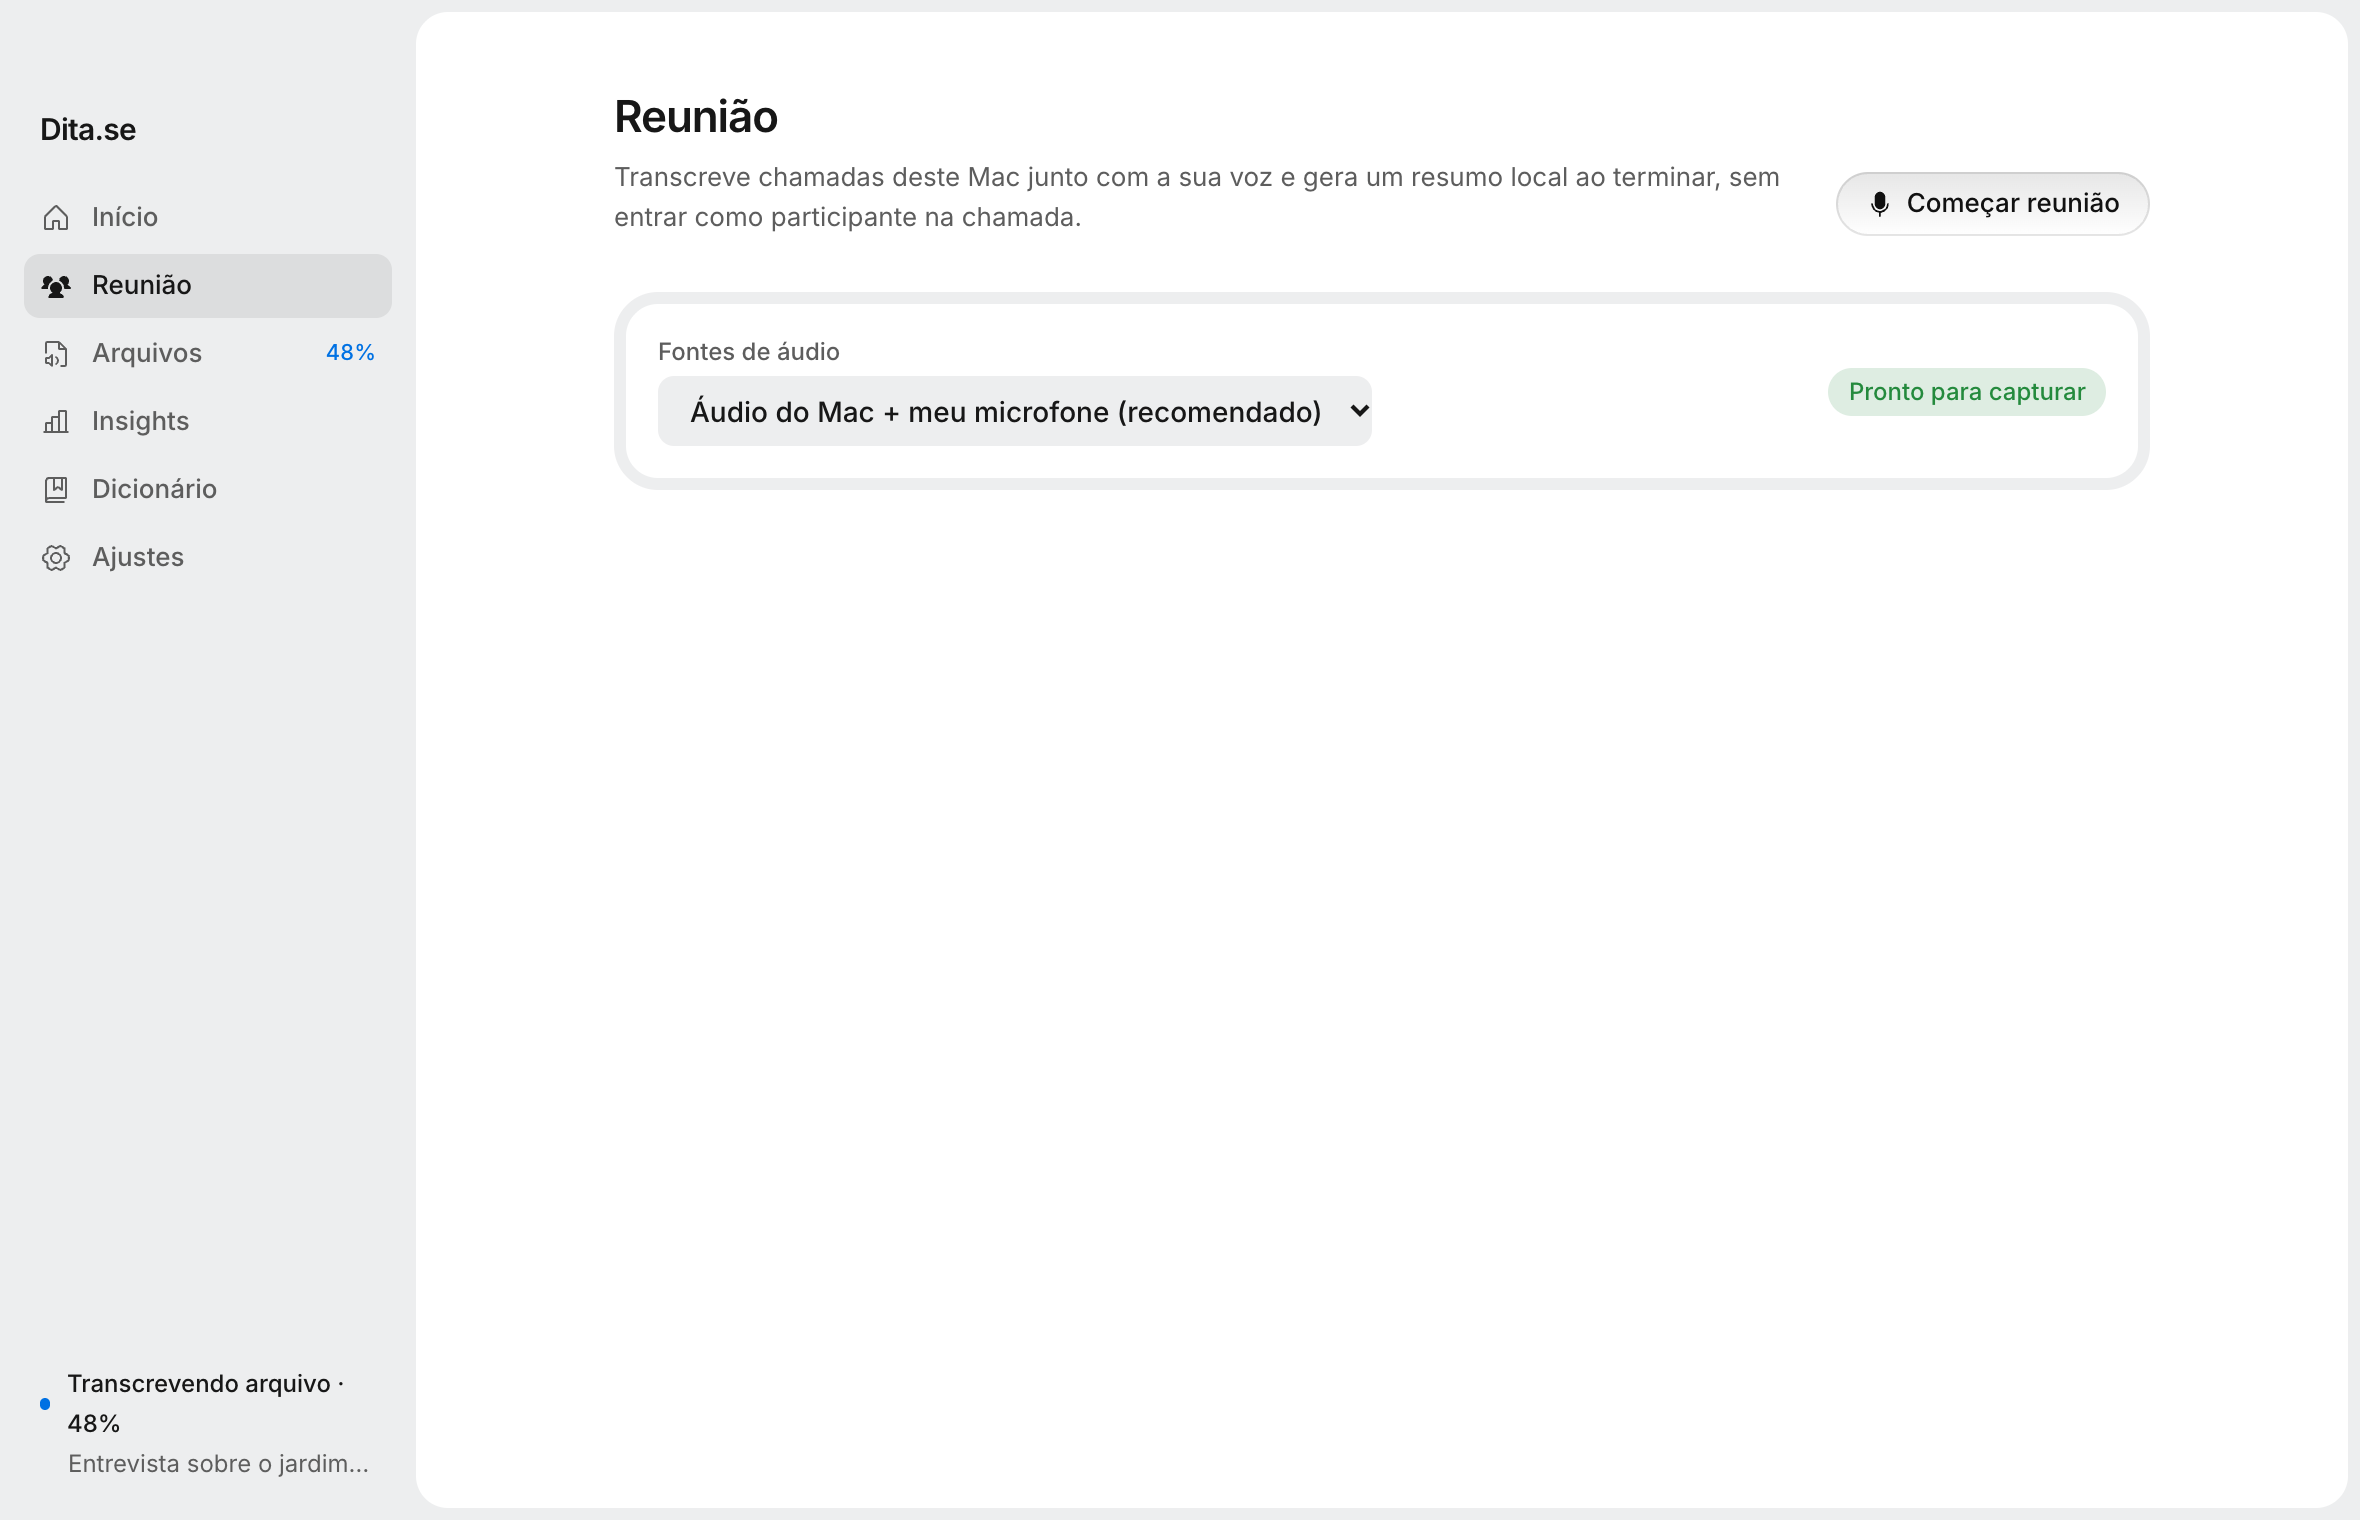 Dita.se
Início
Reunião
Arquivos 48%
Insights
Dicionário
Ajustes
Transcrevendo arquivo ·
48%
Entrevista sobre o jardim...
Reunião
Transcreve chamadas deste Mac junto com a sua voz e gera um resumo local ao terminar, sem
entrar como participante na chamada.
Começar reunião
Fontes de áudio
Áudio do Mac + meu microfone (recomendado)
Pronto para capturar